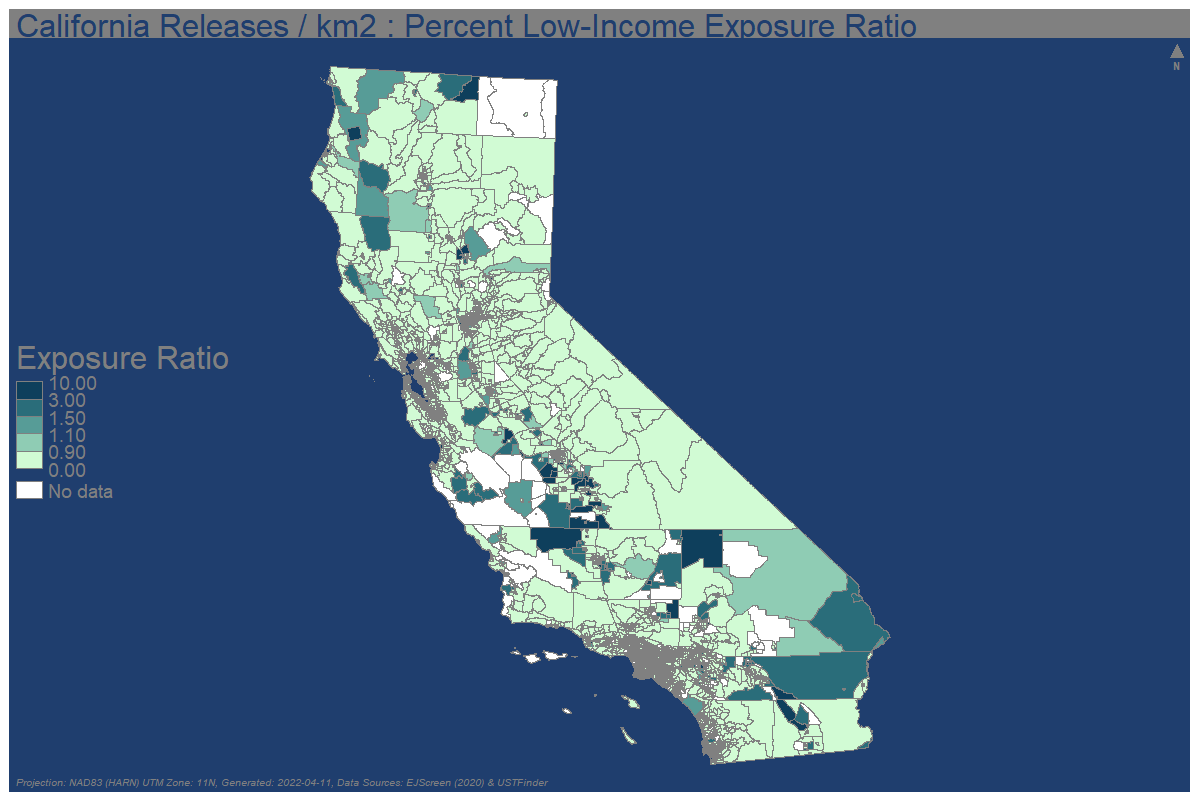 California Releases / km2 : Percent Low-Income Exposure Ratio
N
Exposure Ratio
10.00
3.00
1.50
1.10
0.90
0.00
No data
Projection: NAD83 (HARN) UTM Zone: 11N, Generated: 2022-04-11, Data Sources: EJScreen (2020) & USTFinder